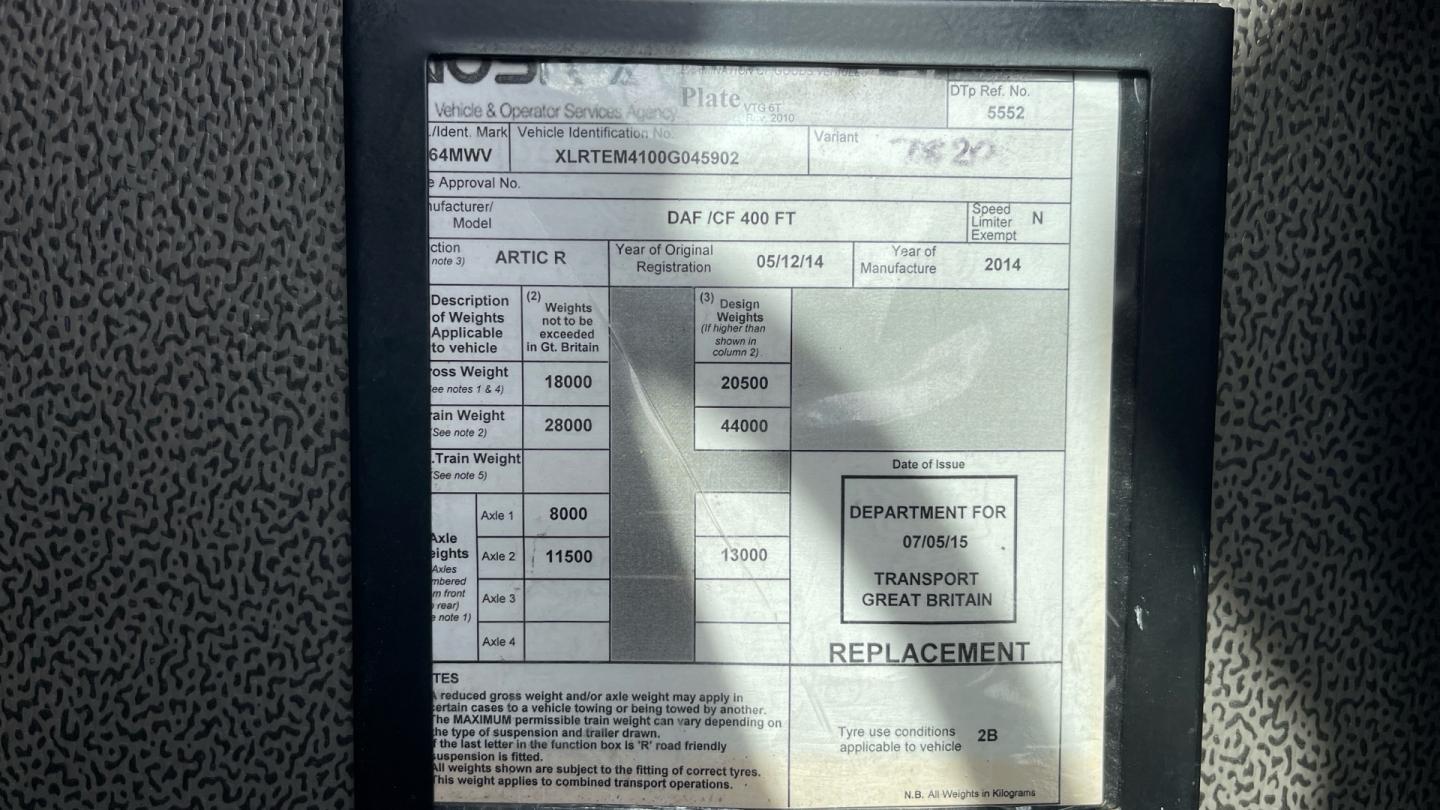 Vehicle & Operator Services Agency
Plate
VTG 6T
2010
DTp Ref. No.
5552
./Ident. Mark
64MWV
Vehicle Identification No.
XLRTEM4100G045902
Variant
e Approval No.
nufacturer/
Model
DAF /CF 400 FT
Speed
Limiter
Exempt
N
ction
note 3)
ARTIC R
Year of Original
Registration
05/12/14
Year of
Manufacture
2014
Description
of Weights
Applicable
to vehicle
(2)
Weights
not to be
exceeded
in Gt. Britain
(3)
Design
Weights
(If higher than
shown in
column 2)
ross Weight
ee notes 1 & 4)
18000
20500
ain Weight
(See note 2)
28000
44000
.Train Weight
(See note 5)
Axle
eights
Axles
mbered
m front
rear)
e note 1)
Axle 1
8000
Axle 2
11500
13000
Axle 3
Axle 4
Date of Issue
DEPARTMENT FOR
07/05/15
TRANSPORT
GREAT BRITAIN
REPLACEMENT
TES
A reduced gross weight and/or axle weight may apply in
certain cases to a vehicle towing or being towed by another.
The MAXIMUM permissible train weight can vary depending on
the type of suspension and trailer drawn.
f the last letter in the function box is 'R' road friendly
suspension is fitted.
All weights shown are subject to the fitting of correct tyres.
This weight applies to combined transport operations.
Tyre use conditions
applicable to vehicle
2B
N.B. All Weights in Kilograms